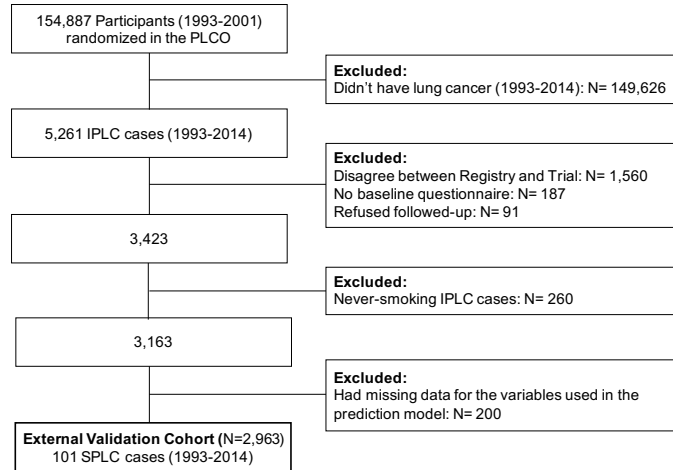 154,887 Participants (1993-2001)
randomized in the PLCO
Excluded:
Didn't have lung cancer (1993-2014): N= 149,626
5,261 IPLC cases (1993-2014)
Excluded:
Disagree between Registry and Trial: N= 1,560
No baseline questionnaire: N= 187
Refused followed-up: N= 91
3,423
Excluded:
Never-smoking IPLC cases: N= 260
3,163
Excluded:
Had missing data for the variables used in the
prediction model: N= 200
External Validation Cohort (N=2,963)
101 SPLC cases (1993-2014)